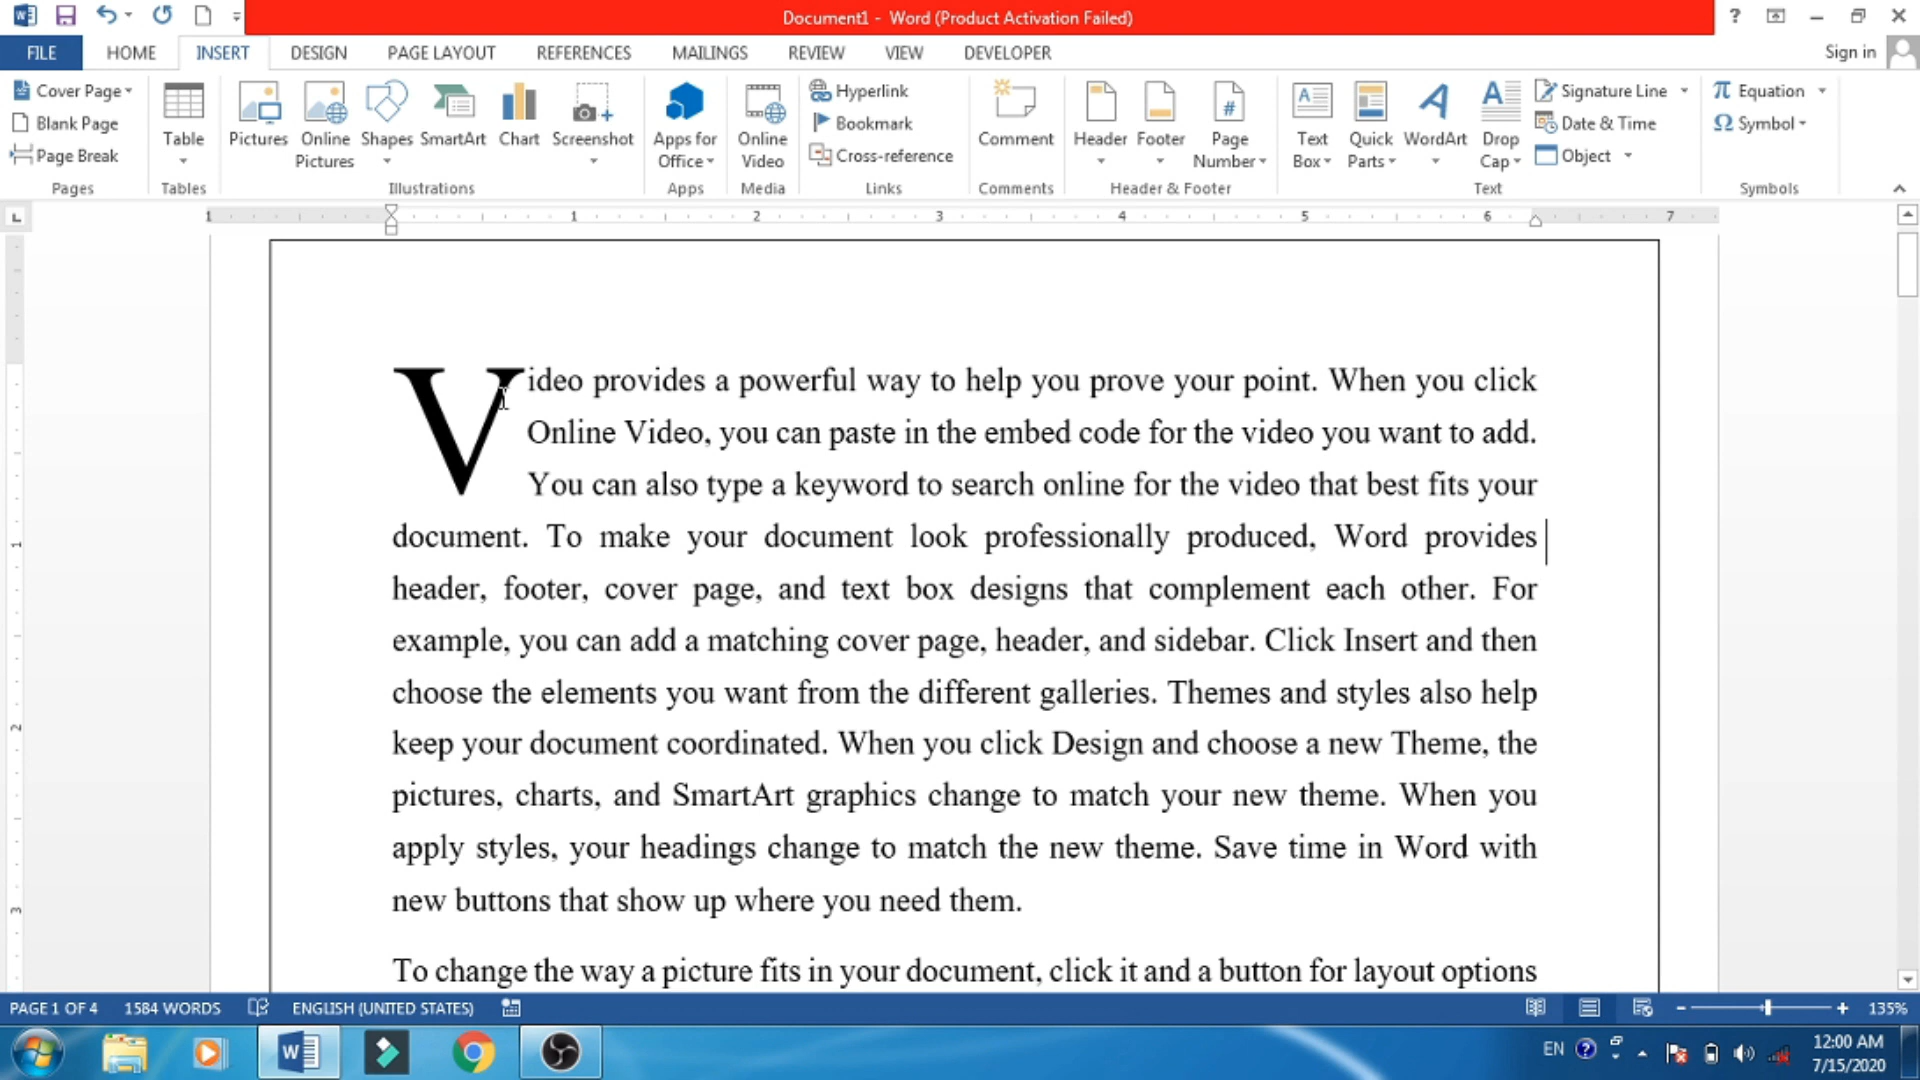 Document1 - Word (Product Activation Failed)
?
FILE HOME INSERT DESIGN PAGE LAYOUT REFERENCES MAILINGS REVIEW VIEW DEVELOPER Sign in
Cover Page
Blank Page
Page Break
Pages
Table
Tables
Pictures
Online Pictures
Shapes
SmartArt
Chart
Screenshot
Illustrations
Apps for Office
Apps
Online Video
Media
Hyperlink
Bookmark
Cross-reference
Links
Comment
Comments
Header
Footer
Page Number
Header & Footer
Text Box
Quick Parts
WordArt
Drop Cap
Signature Line
Date & Time
Object
Text
Equation
Symbol
Symbols
1 1 2 3 4 5 6 7
1
2
3
Video provides a powerful way to help you prove your point. When you click
Online Video, you can paste in the embed code for the video you want to add.
You can also type a keyword to search online for the video that best fits your
document. To make your document look professionally produced, Word provides
header, footer, cover page, and text box designs that complement each other. For
example, you can add a matching cover page, header, and sidebar. Click Insert and then
choose the elements you want from the different galleries. Themes and styles also help
keep your document coordinated. When you click Design and choose a new Theme, the
pictures, charts, and SmartArt graphics change to match your new theme. When you
apply styles, your headings change to match the new theme. Save time in Word with
new buttons that show up where you need them.
To change the way a picture fits in your document, click it and a button for layout options
PAGE 1 OF 4 1584 WORDS ENGLISH (UNITED STATES) 135%
EN 12:00 AM
7/15/2020